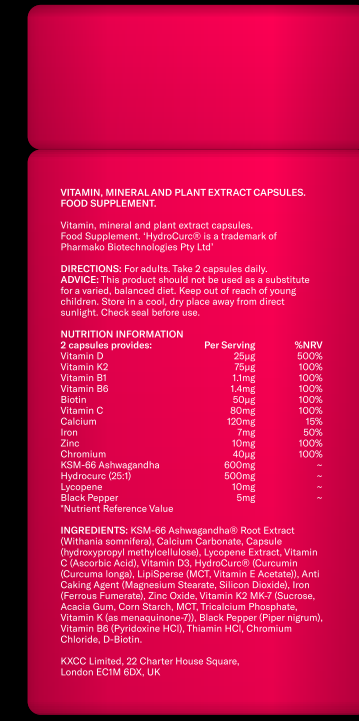 VITAMIN, MINERAL AND PLANT EXTRACT CAPSULES.
FOOD SUPPLEMENT.
Vitamin, mineral and plant extract capsules.
Food Supplement. 'HydroCurc® is a trademark of
Pharmako Biotechnologies Pty Ltd'
DIRECTIONS: For adults. Take 2 capsules daily.
ADVICE: This product should not be used as a substitute
for a varied, balanced diet. Keep out of reach of young
children. Store in a cool, dry place away from direct
sunlight. Check seal before use.
NUTRITION INFORMATION
2 capsules provides: Per Serving %NRV
Vitamin D 25µg 500%
Vitamin K2 75µg 100%
Vitamin B1 1.1mg 100%
Vitamin B6 1.4mg 100%
Biotin 50µg 100%
Vitamin C 80mg 100%
Calcium 120mg 15%
Iron 7mg 50%
Zinc 10mg 100%
Chromium 40µg 100%
KSM-66 Ashwagandha 600mg ~
Hydrocurc (25:1) 500mg ~
Lycopene 10mg ~
Black Pepper 5mg ~
*Nutrient Reference Value
INGREDIENTS: KSM-66 Ashwagandha® Root Extract
(Withania somnifera), Calcium Carbonate, Capsule
(hydroxypropyl methylcellulose), Lycopene Extract, Vitamin
C (Ascorbic Acid), Vitamin D3, HydroCurc® (Curcumin
(Curcuma longa), LipiSperse (MCT, Vitamin E Acetate)), Anti
Caking Agent (Magnesium Stearate, Silicon Dioxide), Iron
(Ferrous Fumerate), Zinc Oxide, Vitamin K2 MK-7 (Sucrose,
Acacia Gum, Corn Starch, MCT, Tricalcium Phosphate,
Vitamin K (as menaquinone-7)), Black Pepper (Piper nigrum),
Vitamin B6 (Pyridoxine HCl), Thiamin HCl, Chromium
Chloride, D-Biotin.
KXCC Limited, 22 Charter House Square,
London EC1M 6DX, UK